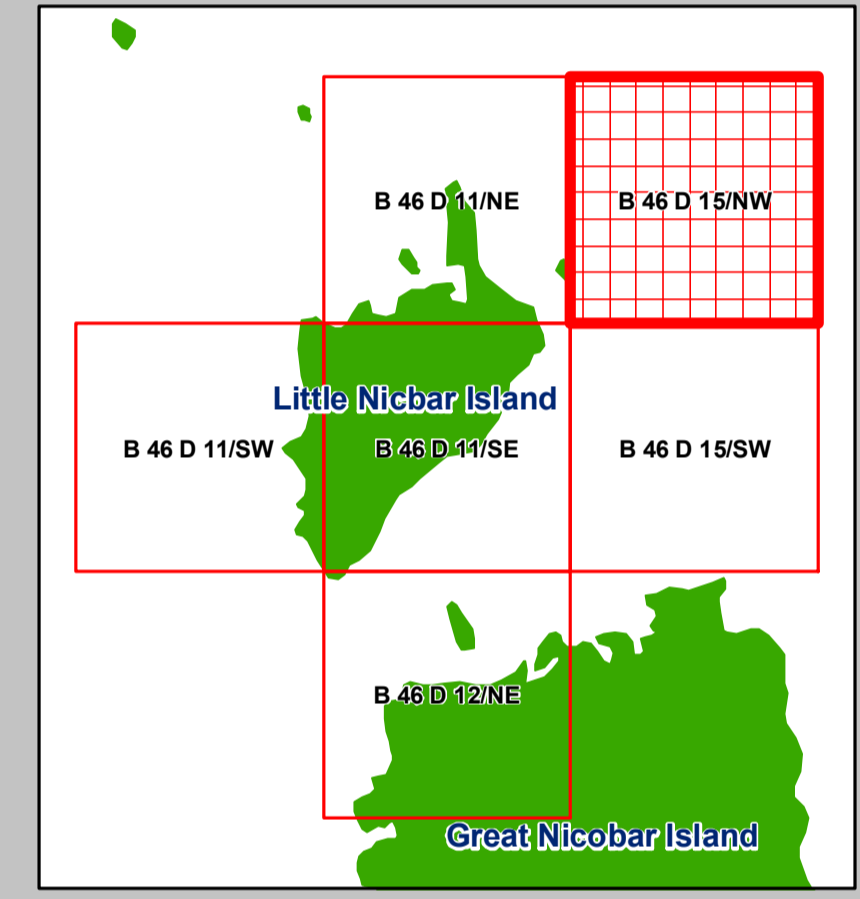 B 46 D 11/NE
B 46 D 15/NW
Little Nicbar Island
B 46 D 11/SW
B 46 D 11/SE
B 46 D 15/SW
B 46 D 12/NE
Great Nicobar Island